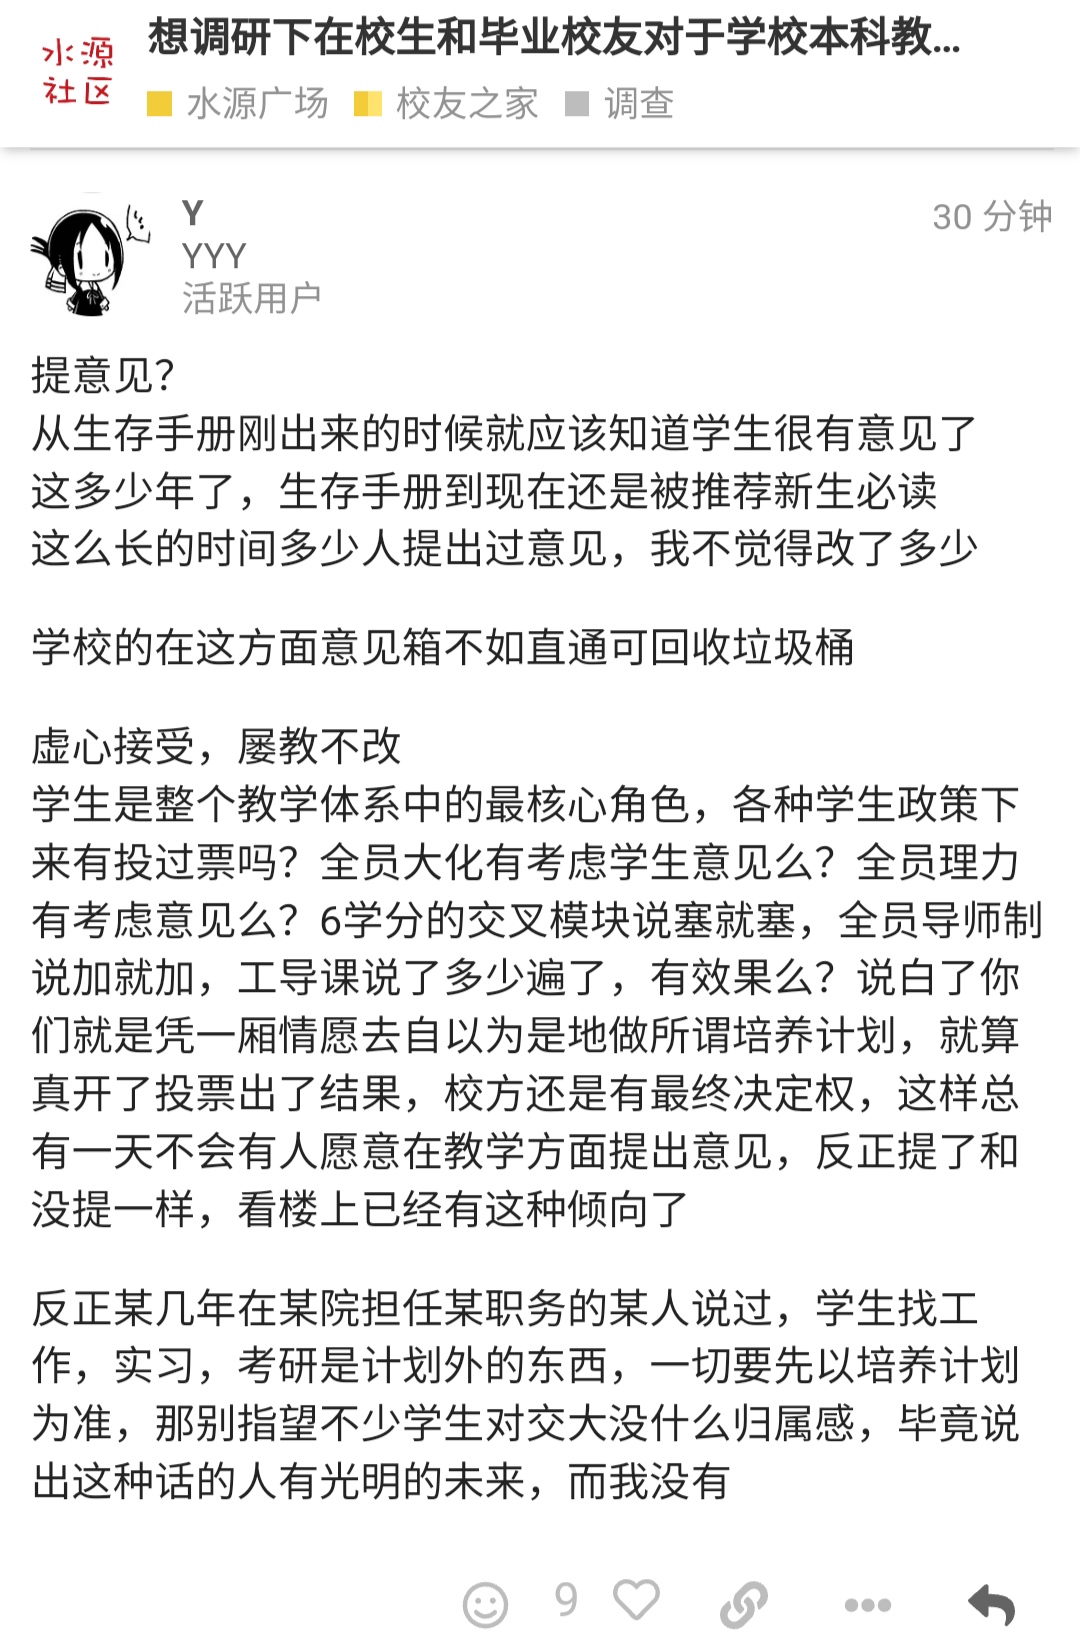 水源
社区
想调研下在校生和毕业校友对于学校本科教...
水源广场 校友之家 调查
Y
30 分钟
YYY
活跃用户
提意见？
从生存手册刚出来的时候就应该知道学生很有意见了
这多少年了，生存手册到现在还是被推荐新生必读
这么长的时间多少人提出过意见，我不觉得改了多少
学校的在这方面意见箱不如直通可回收垃圾桶
虚心接受，屡教不改
学生是整个教学体系中的最核心角色，各种学生政策下
来有投过票吗？全员大化有考虑学生意见么？全员理力
有考虑意见么？6学分的交叉模块说塞就塞，全员导师制
说加就加，工导课说了多少遍了，有效果么？说白了你
们就是凭一厢情愿去自以为是地做所谓培养计划，就算
真开了投票出了结果，校方还是有最终决定权，这样总
有一天不会有人愿意在教学方面提出意见，反正提了和
没提一样，看楼上已经有这种倾向了
反正某几年在某院担任某职务的某人说过，学生找工
作，实习，考研是计划外的东西，一切要先以培养计划
为准，那别指望不少学生对交大没什么归属感，毕竟说
出这种话的人有光明的未来，而我没有
9